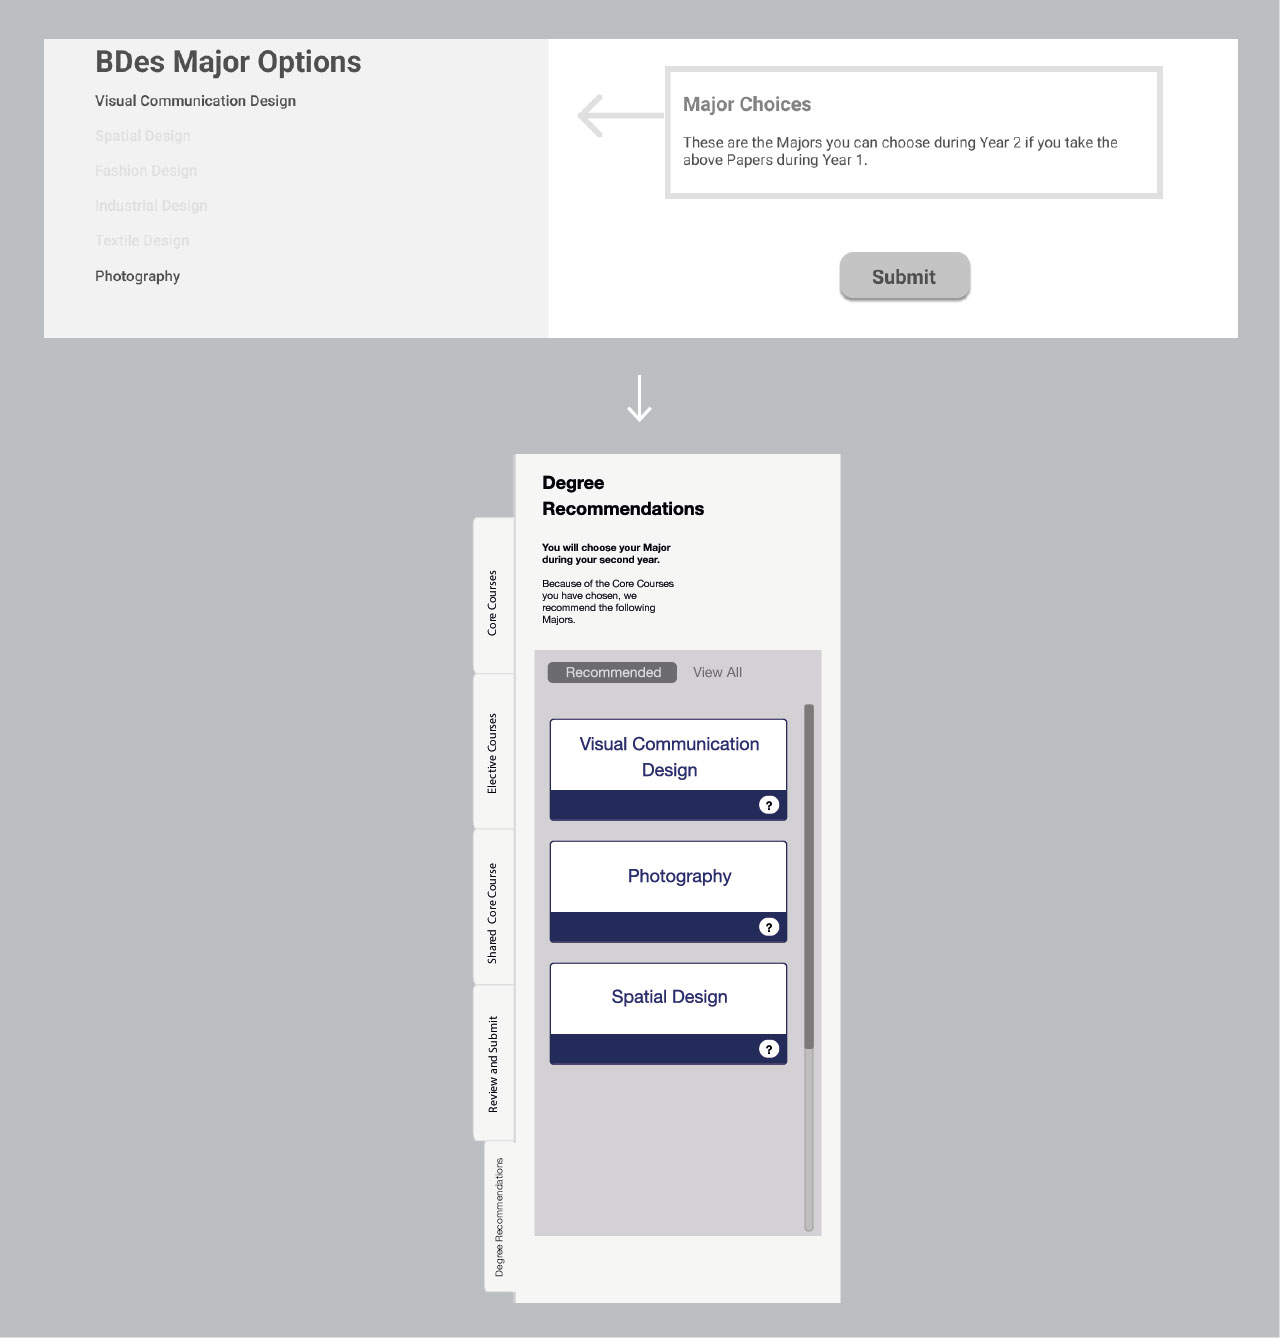 BDes Major Options
Visual Communication Design
Spatial Design
Fashion Design
Industrial Design
Textile Design
Photography
Major Choices
These are the Majors you can choose during Year 2 if you take the
above Papers during Year 1.
Submit
Degree
Recommendations
You will choose your Major
during your second year.
Because of the Core Courses
you have chosen, we
recommend the following
Majors.
Recommended View All
Visual Communication
Design
?
Photography
?
Spatial Design
?
Core Courses
Elective Courses
Shared Core Course
Review and Submit
Degree Recommendations